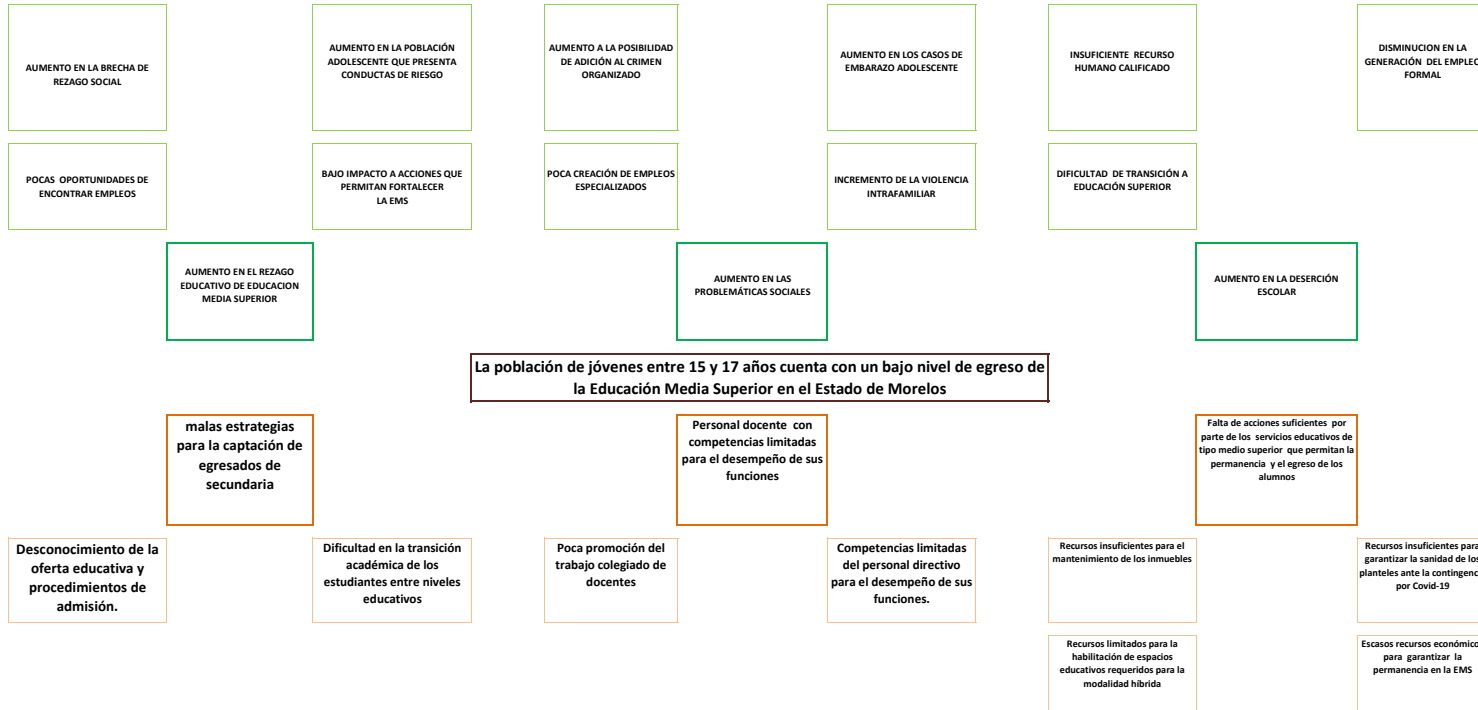 AUMENTO EN LA BRECHA DE
REZAGO SOCIAL
AUMENTO EN LA POBLACIÓN
ADOLESCENTE QUE PRESENTA
CONDUCTAS DE RIESGO
AUMENTO A LA POSIBILIDAD
DE ADICIÓN AL CRIMEN
ORGANIZADO
AUMENTO EN LOS CASOS DE
EMBARAZO ADOLESCENTE
INSUFICIENTE RECURSO
HUMANO CALIFICADO
DISMINUCION EN LA
GENERACIÓN DEL EMPLEO
FORMAL
POCAS OPORTUNIDADES DE
ENCONTRAR EMPLEOS
BAJO IMPACTO A ACCIONES QUE
PERMITAN FORTALECER
LA EMS
POCA CREACIÓN DE EMPLEOS
ESPECIALIZADOS
INCREMENTO DE LA VIOLENCIA
INTRAFAMILIAR
DIFICULTAD DE TRANSICIÓN A
EDUCACIÓN SUPERIOR
AUMENTO EN EL REZAGO
EDUCATIVO DE EDUCACION
MEDIA SUPERIOR
AUMENTO EN LAS
PROBLEMÁTICAS SOCIALES
AUMENTO EN LA DESERCIÓN
ESCOLAR
La población de jóvenes entre 15 y 17 años cuenta con un bajo nivel de egreso de
la Educación Media Superior en el Estado de Morelos
malas estrategias
para la captación de
egresados de
secundaria
Personal docente con
competencias limitadas
para el desempeño de sus
funciones
Falta de acciones suficientes por
parte de los servicios educativos de
tipo medio superior que permitan la
permanencia y el egreso de los
alumnos
Desconocimiento de la
oferta educativa y
procedimientos de
admisión.
Dificultad en la transición
académica de los
estudiantes entre niveles
educativos
Poca promoción del
trabajo colegiado de
docentes
Competencias limitadas
del personal directivo
para el desempeño de sus
funciones.
Recursos insuficientes para el
mantenimiento de los inmuebles
Recursos insuficientes para
garantizar la sanidad de los
planteles ante la contingenc
por Covid-19
Recursos limitados para la
habilitación de espacios
educativos requeridos para la
modalidad híbrida
Escasos recursos económico
para garantizar la
permanencia en la EMS